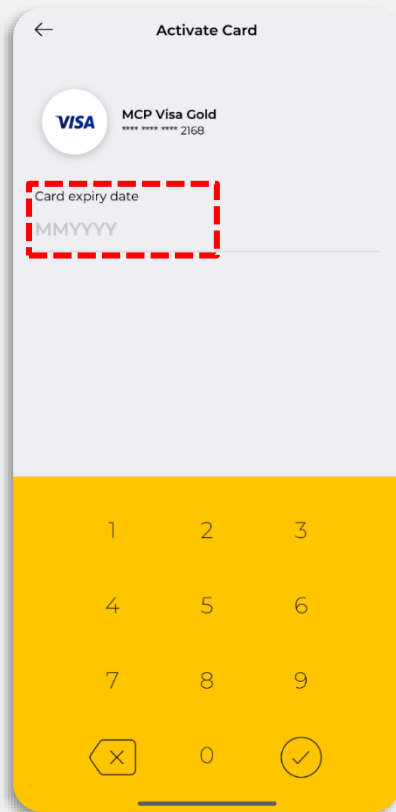 Activate Card
VISA
MCP Visa Gold
**** **** **** 2168
Card expiry date
MMYYYY
1 2 3
4 5 6
7 8 9
0